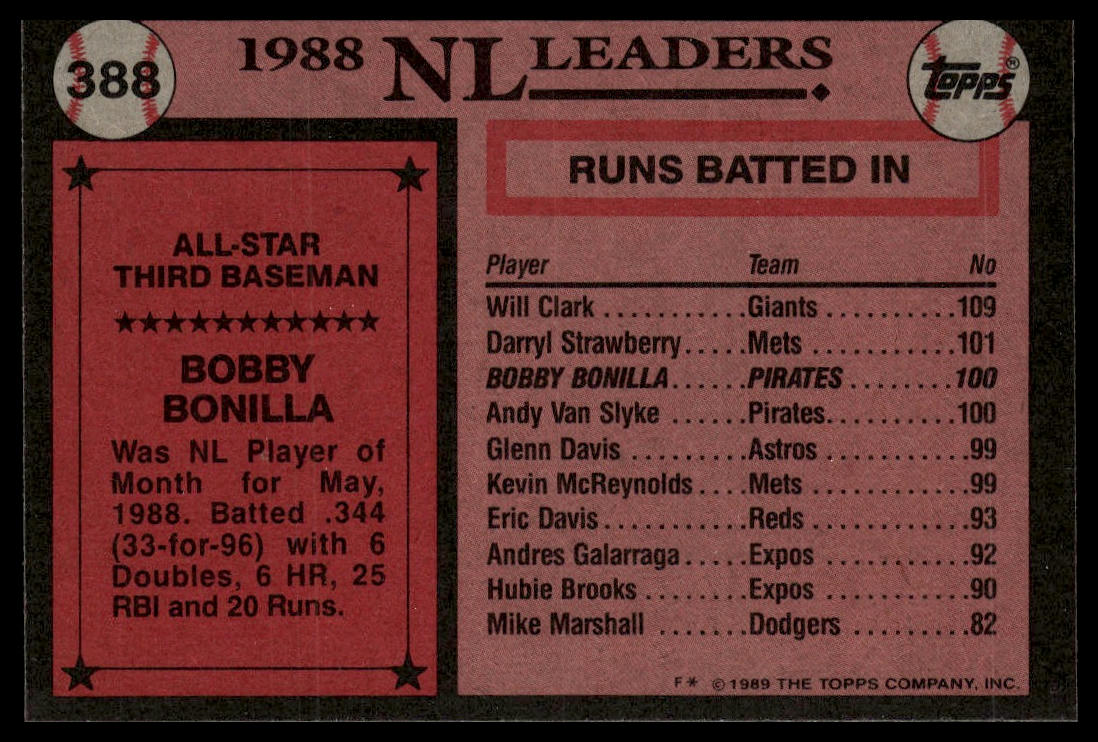 388
1988 NL LEADERS
TOPPS®
ALL-STAR
THIRD BASEMAN
BOBBY
BONILLA
Was NL Player of
Month for May,
1988. Batted .344
(33-for-96) with 6
Doubles, 6 HR, 25
RBI and 20 Runs.
RUNS BATTED IN
Player Team No
Will Clark ...........Giants ..........109
Darryl Strawberry.....Mets ...........101
BOBBY BONILLA......PIRATES........100
Andy Van Slyke ......Pirates..........100
Glenn Davis .........Astros ...........99
Kevin McReynolds....Mets ............99
Eric Davis...........Reds ............93
Andres Galarraga.....Expos ...........92
Hubie Brooks ........Expos ...........90
Mike Marshall .......Dodgers .........82
F* ©1989 THE TOPPS COMPANY, INC.